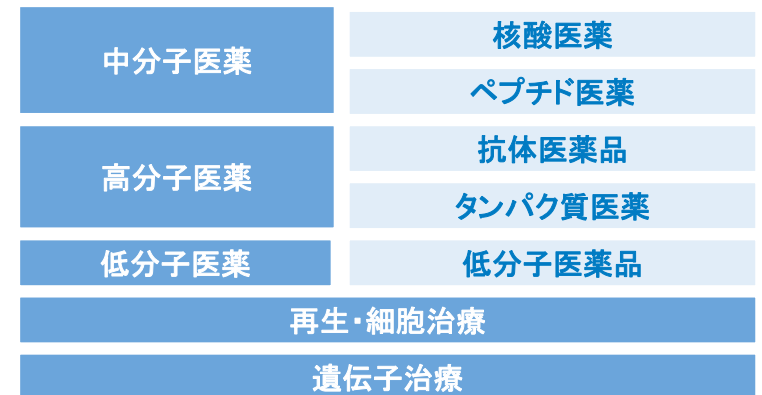 中分子医薬
核酸医薬
ペプチド医薬
高分子医薬
抗体医薬品
タンパク質医薬
低分子医薬
低分子医薬品
再生・細胞治療
遺伝子治療